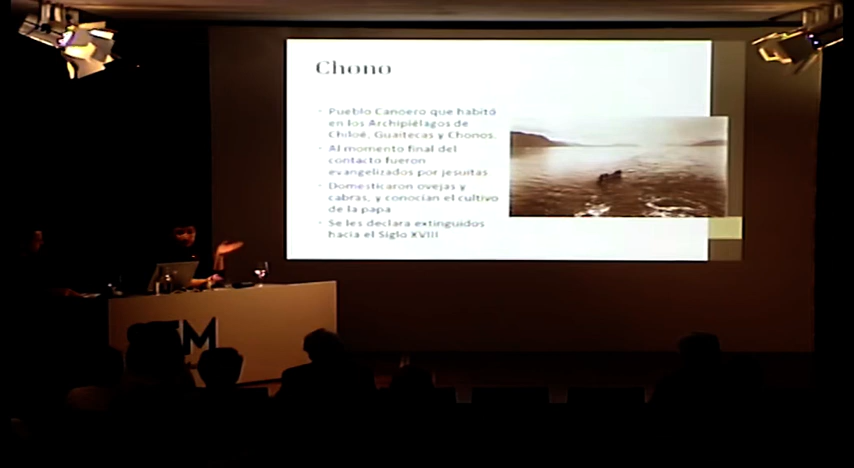 Chono
• Pueblo Canoero que habitó
en los Archipiélagos de
Chiloé, Guaitecas y Chonos.
• Al momento final del
contacto fueron
evangelizados por jesuitas
• Domesticaron ovejas y
cabras, y conocían el cultivo
de la papa
• Se les declara extinguidos
hacia el Siglo XVIII
M